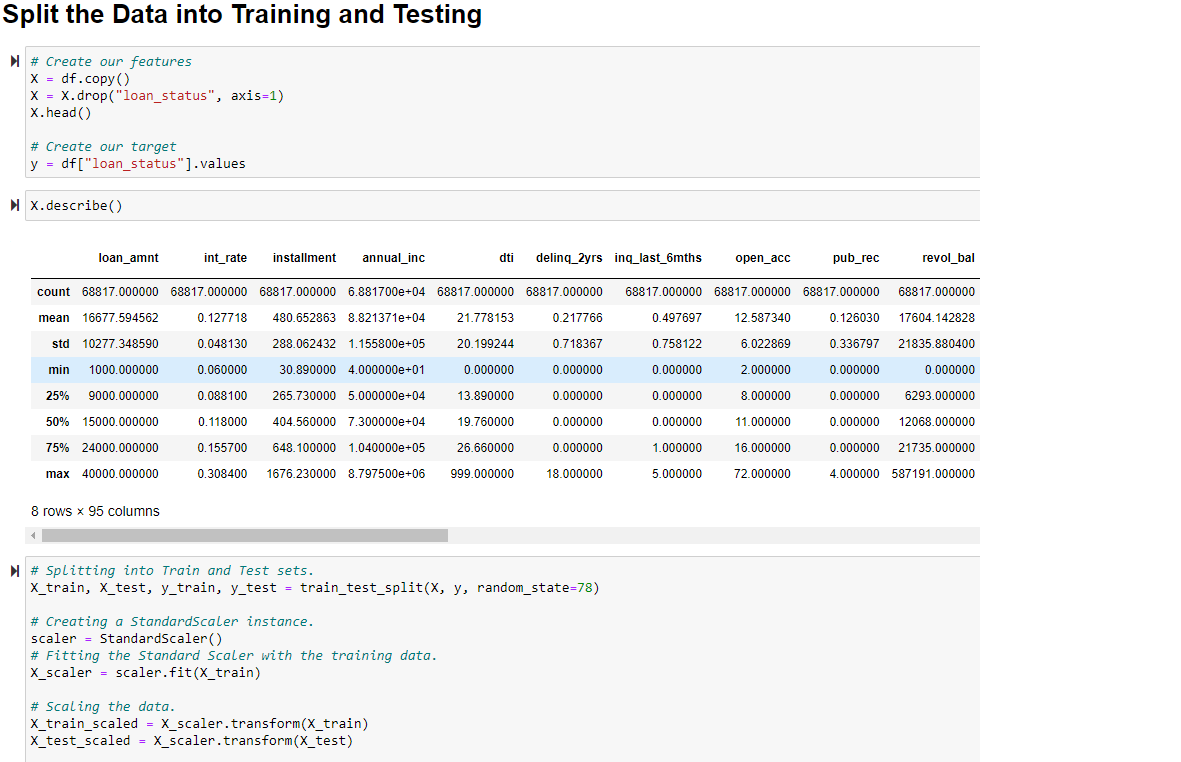 Split the Data into Training and Testing
# Create our features
X = df.copy()
X = X.drop("loan_status", axis=1)
X.head()
# Create our target
y = df["loan_status"].values
X.describe()
loan_amnt int_rate installment annual_inc dti delinq_2yrs inq_last_6mths open_acc pub_rec revol_bal
count 68817.000000 68817.000000 68817.000000 6.881700e+04 68817.000000 68817.000000 68817.000000 68817.000000 68817.000000 68817.000000
mean 16677.594562 0.127718 480.652863 8.821371e+04 21.778153 0.217766 0.497697 12.587340 0.126030 17604.142828
std 10277.348590 0.048130 288.062432 1.155800e+05 20.199244 0.718367 0.758122 6.022869 0.336797 21835.880400
min 1000.000000 0.060000 30.890000 4.000000e+01 0.000000 0.000000 0.000000 2.000000 0.000000 0.000000
25% 9000.000000 0.088100 265.730000 5.000000e+04 13.890000 0.000000 0.000000 8.000000 0.000000 6293.000000
50% 15000.000000 0.118000 404.560000 7.300000e+04 19.760000 0.000000 0.000000 11.000000 0.000000 12068.000000
75% 24000.000000 0.155700 648.100000 1.040000e+05 26.660000 0.000000 1.000000 16.000000 0.000000 21735.000000
max 40000.000000 0.308400 1676.230000 8.797500e+06 999.000000 18.000000 5.000000 72.000000 4.000000 587191.000000
8 rows × 95 columns
# Splitting into Train and Test sets.
X_train, X_test, y_train, y_test = train_test_split(X, y, random_state=78)
# Creating a StandardScaler instance.
scaler = StandardScaler()
# Fitting the Standard Scaler with the training data.
X_scaler = scaler.fit(X_train)
# Scaling the data.
X_train_scaled = X_scaler.transform(X_train)
X_test_scaled = X_scaler.transform(X_test)